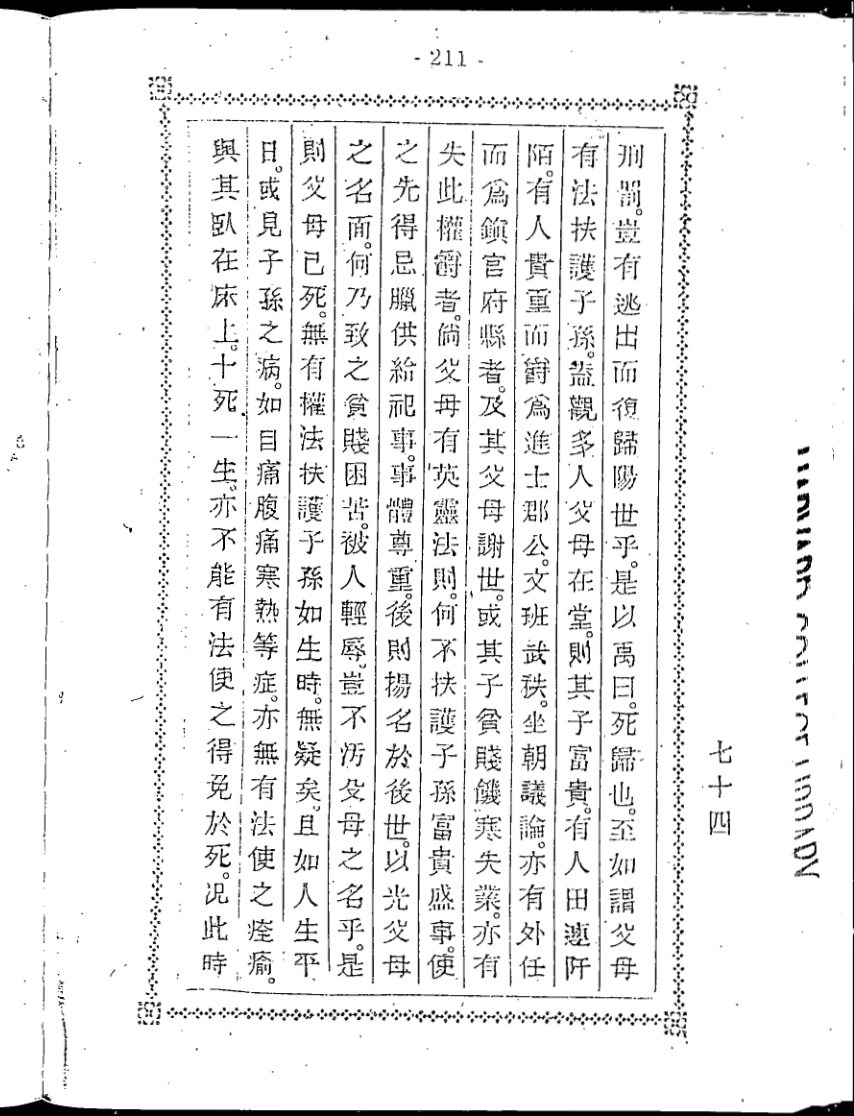 - 211 -
刑罰。豈有逃出而復歸陽世乎。是以禹曰。死歸也。至如謂父母
有法扶護子孫。盖觀多人父母在堂。則其子富貴。有人田連阡
陌。有人貴重而爵爲進士郡公。文班武秩。坐朝議論。亦有外任
而爲鎭官府縣者。及其父母謝世。或其子貧賤饑寒失業。亦有
失此權爵者。倘父母有英靈法則。何不扶護子孫富貴盛事。使
之先得忌臘供給祀事。事體尊重。後則揚名於後世。以光父母
之名面。何乃致之貧賤困苦。被人輕辱。豈不汚父母之名乎。是
則父母已死。無有權法扶護子孫如生時。無疑矣。且如人生平
日。或見子孫之病。如目痛腹痛寒熱等症。亦無有法使之痊瘉。
與其臥在床上。十死一生。亦不能有法使之得免於死。况此時
七十四